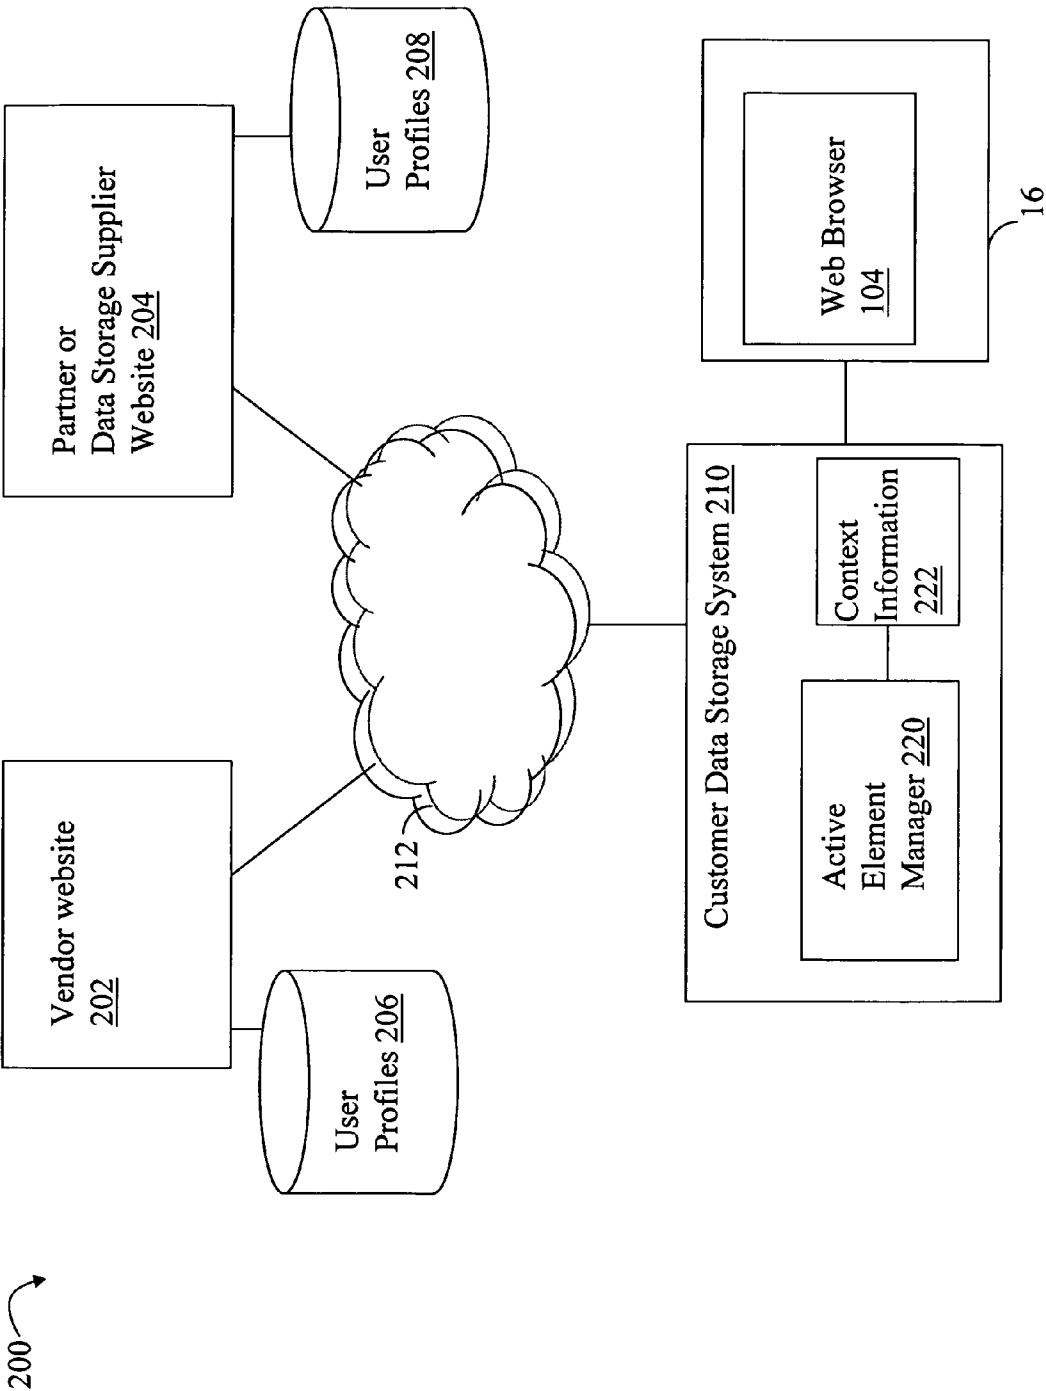 200
Vendor website
202
User
Profiles 206
Partner or
Data Storage Supplier
Website 204
User
Profiles 208
212
Customer Data Storage System 210
Active
Element
Manager 220
Context
Information
222
Web Browser
104
16